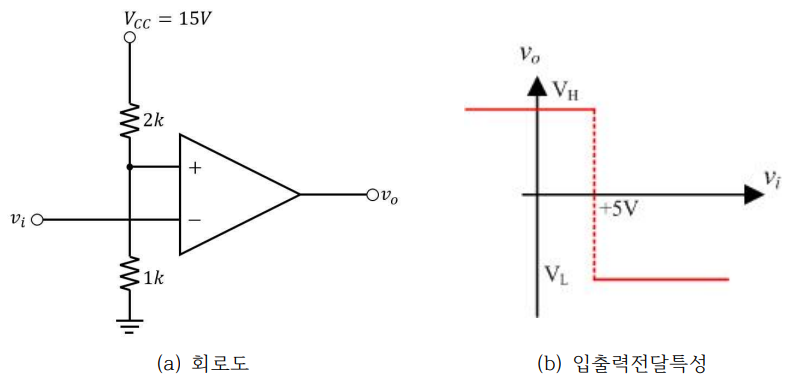 V_CC = 15V
2k
+
v_i
−
v_o
1k
(a) 회로도
v_o
V_H
v_i
+5V
V_L
(b) 입출력전달특성